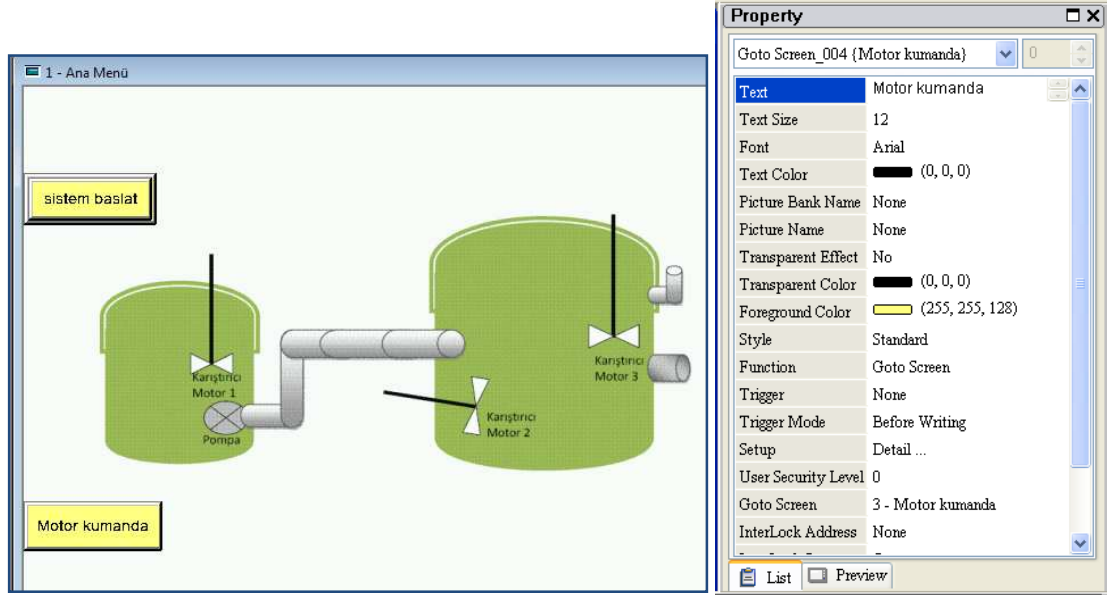 1 - Ana Menü
sistem baslat
Karıştırıcı
Motor 1
Pompa
Karıştırıcı
Motor 2
Karıştırıcı
Motor 3
Motor kumanda
Property
Goto Screen_004 {Motor kumanda}
0
Text Motor kumanda
Text Size 12
Font Arial
Text Color (0, 0, 0)
Picture Bank Name None
Picture Name None
Transparent Effect No
Transparent Color (0, 0, 0)
Foreground Color (255, 255, 128)
Style Standard
Function Goto Screen
Trigger None
Trigger Mode Before Writing
Setup Detail ...
User Security Level 0
Goto Screen 3 - Motor kumanda
InterLock Address None
List Preview